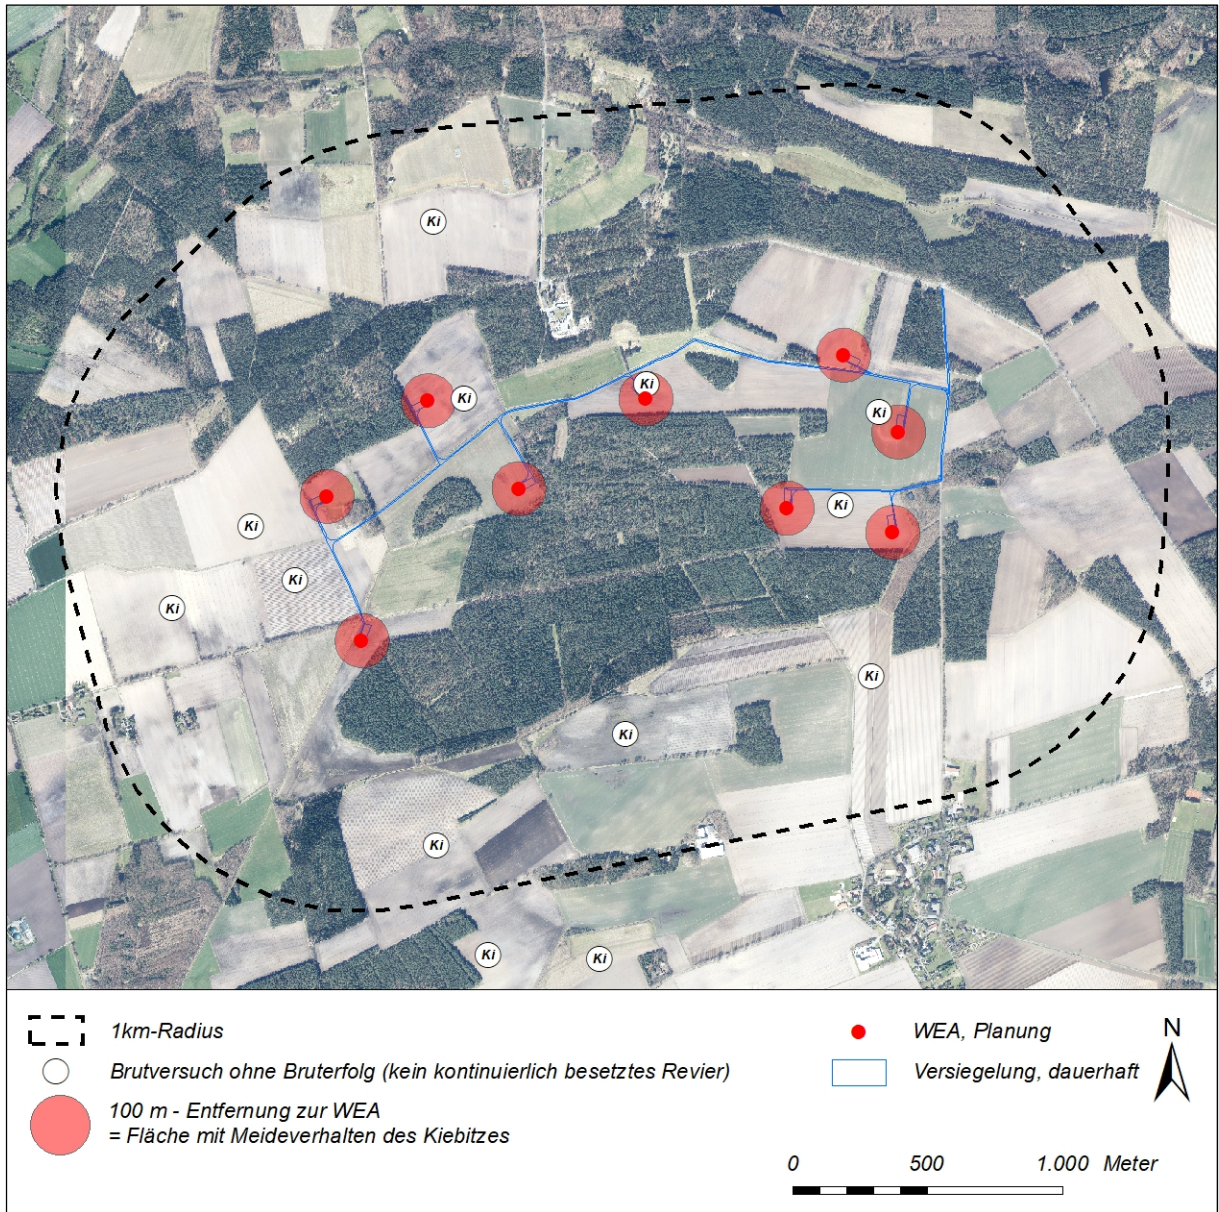 Ki
Ki
Ki
Ki
Ki
Ki
Ki
Ki
Ki
Ki
Ki
Ki
Ki
1km-Radius
Brutversuch ohne Bruterfolg (kein kontinuierlich besetztes Revier)
100 m - Entfernung zur WEA
= Fläche mit Meideverhalten des Kiebitzes
WEA, Planung
Versiegelung, dauerhaft
N
0 500 1.000 Meter